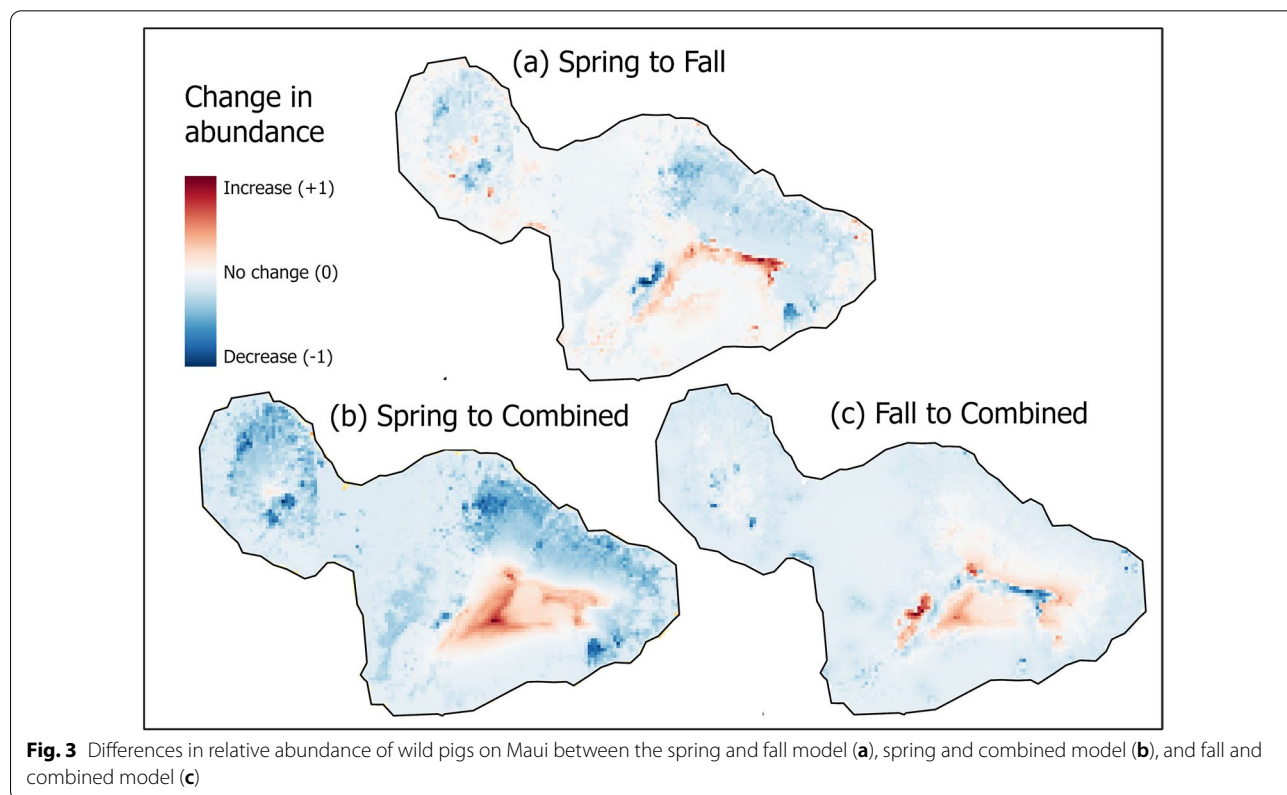 (a) Spring to Fall
Change in
abundance
Increase (+1)
No change (0)
Decrease (-1)
(b) Spring to Combined
(c) Fall to Combined
Fig. 3 Differences in relative abundance of wild pigs on Maui between the spring and fall model (a), spring and combined model (b), and fall and
combined model (c)